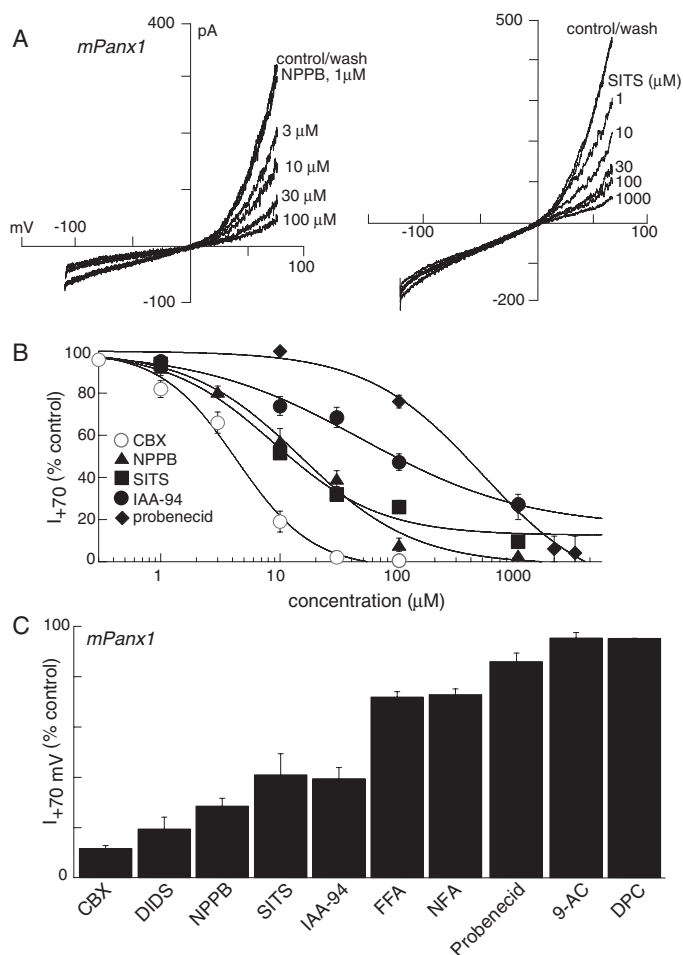 A
mPanx1
400
pA
control/wash
NPPB, 1μM
3 μM
10 μM
30 μM
100 μM
mV
-100
100
-100
500
control/wash
SITS (μM)
1
10
30
100
1000
-100
100
-200
B
100
80
60
40
20
0
I+70 (% control)
CBX
NPPB
SITS
IAA-94
probenecid
1
10
100
1000
concentration (μM)
C
mPanx1
100
0
I+70 mV (% control)
CBX
DIDS
NPPB
SITS
IAA-94
FFA
NFA
Probenecid
9-AC
DPC